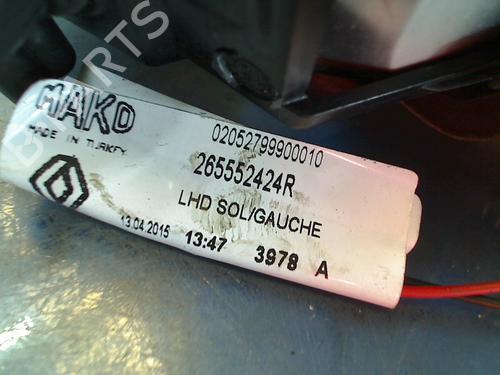 MAKO
MADE IN TURKEY
02052799900010
265552424R
LHD SOL/GAUCHE
13.04.2015 13:47 3978 A